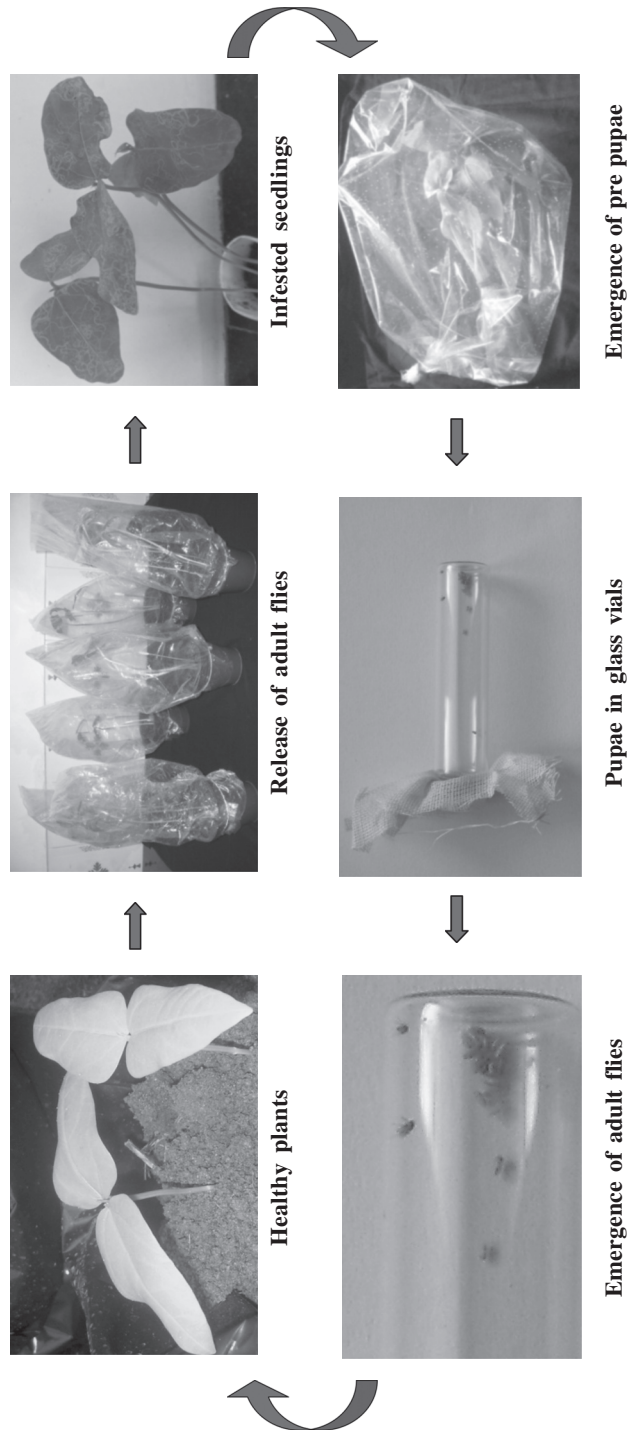 Healthy plants
Release of adult flies
Infested seedlings
Emergence of pre pupae
Pupae in glass vials
Emergence of adult flies